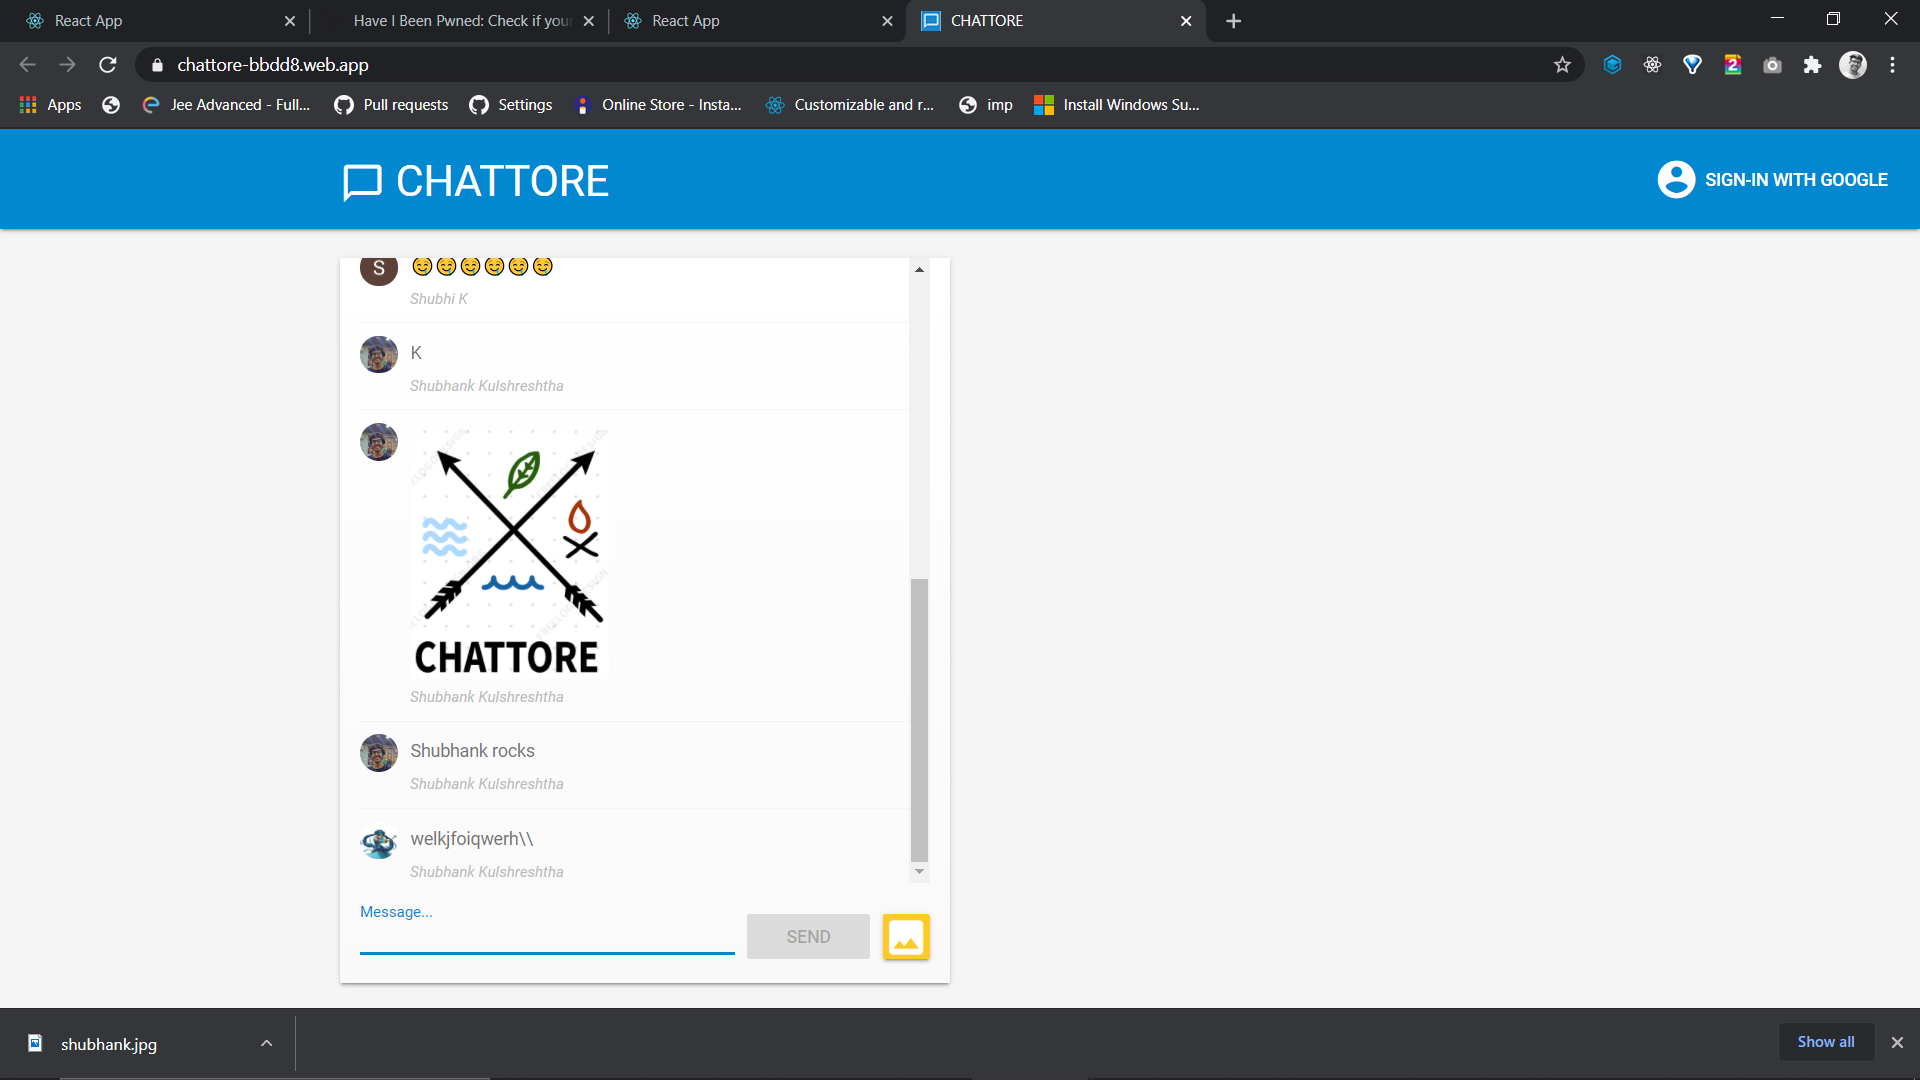 React App
Have I Been Pwned: Check if your
React App
CHATTORE
chattore-bbdd8.web.app
2
Apps
Jee Advanced - Full...
Pull requests
Settings
Online Store - Insta...
Customizable and r...
imp
Install Windows Su...
CHATTORE
SIGN-IN WITH GOOGLE
S
Shubhi K
K
Shubhank Kulshreshtha
CHATTORE
Shubhank Kulshreshtha
Shubhank rocks
Shubhank Kulshreshtha
welkjfoiqwerh\\
Shubhank Kulshreshtha
Message...
SEND
shubhank.jpg
Show all